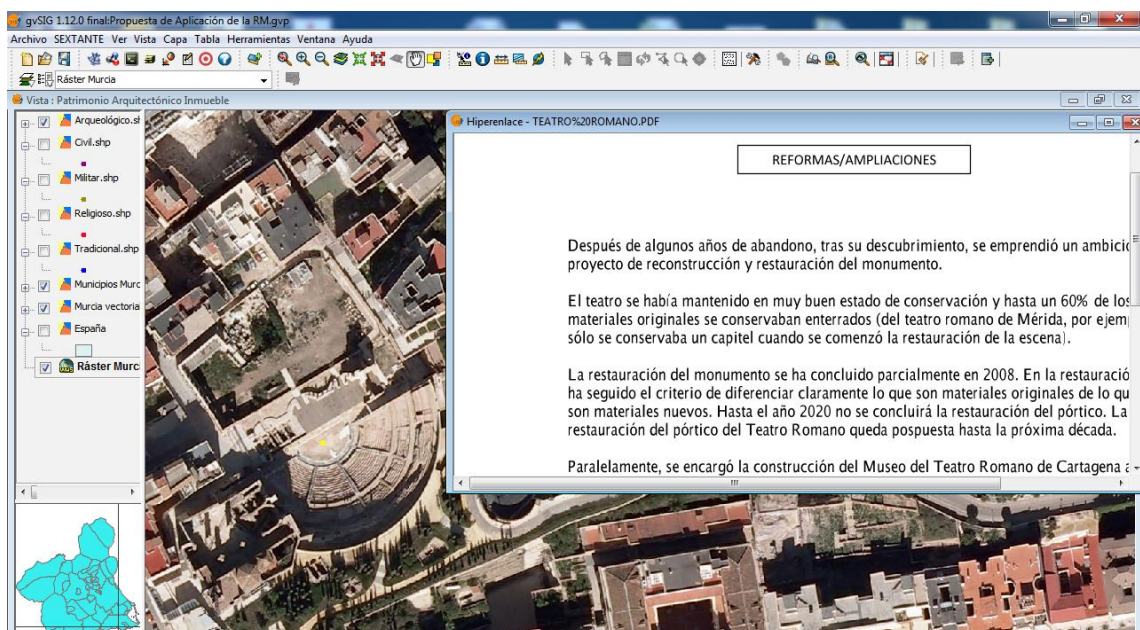 gvSIG 1.12.0 final:Propuesta de Aplicación de la RM.gvp
Archivo SEXTANTE Ver Vista Capa Tabla Herramientas Ventana Ayuda
Ráster Murcia
Vista : Patrimonio Arquitectónico Inmueble
Arqueológico.sh
Civil.shp
Militar.shp
Religioso.shp
Tradicional.shp
Municipios Murc
Murcia vectoria
España
Ráster Murc
Hiperenlace - TEATRO%20ROMANO.PDF
REFORMAS/AMPLIACIONES
Después de algunos años de abandono, tras su descubrimiento, se emprendió un ambicio
proyecto de reconstrucción y restauración del monumento.
El teatro se había mantenido en muy buen estado de conservación y hasta un 60% de los
materiales originales se conservaban enterrados (del teatro romano de Mérida, por ejem
sólo se conservaba un capitel cuando se comenzó la restauración de la escena).
La restauración del monumento se ha concluido parcialmente en 2008. En la restauració
ha seguido el criterio de diferenciar claramente lo que son materiales originales de lo qu
son materiales nuevos. Hasta el año 2020 no se concluirá la restauración del pórtico. La
restauración del pórtico del Teatro Romano queda pospuesta hasta la próxima década.
Paralelamente, se encargó la construcción del Museo del Teatro Romano de Cartagena a